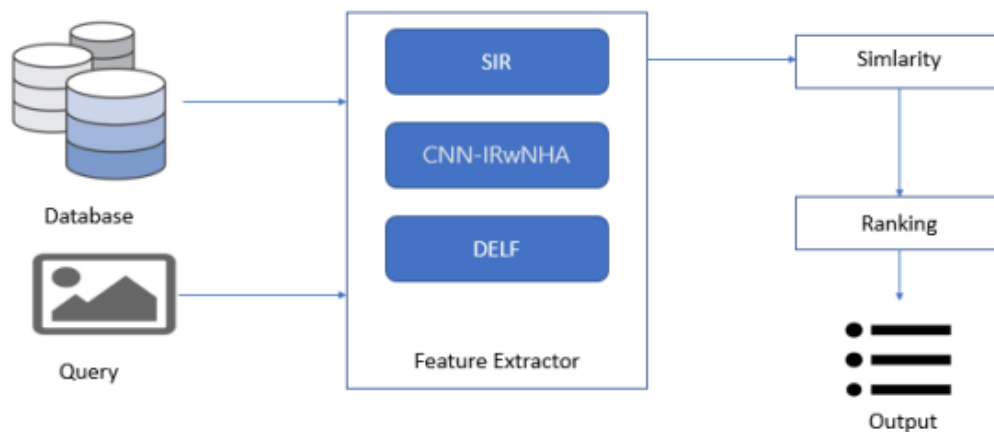 Database
Query
SIR
CNN-IRwNHA
DELF
Feature Extractor
Simlarity
Ranking
Output